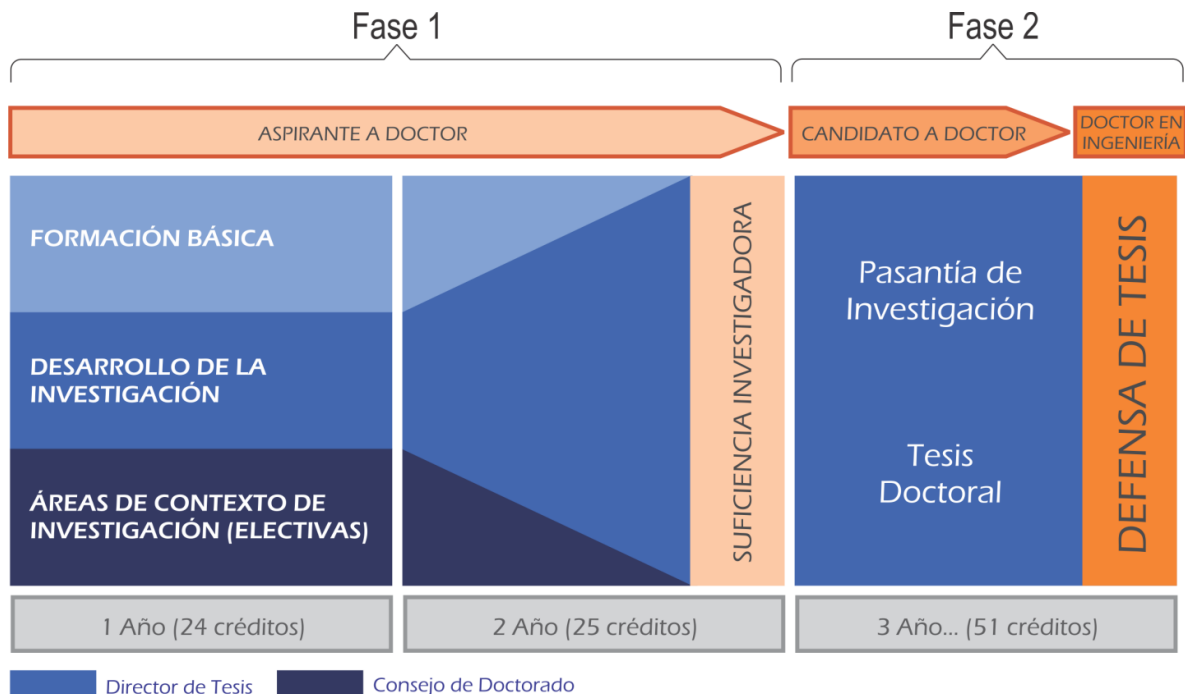 Fase 1
Fase 2
ASPIRANTE A DOCTOR
CANDIDATO A DOCTOR
DOCTOR EN
INGENIERÍA
FORMACIÓN BÁSICA
DESARROLLO DE LA
INVESTIGACIÓN
ÁREAS DE CONTEXTO DE
INVESTIGACIÓN (ELECTIVAS)
SUFICIENCIA INVESTIGADORA
Pasantía de
Investigación
Tesis
Doctoral
DEFENSA DE TESIS
1 Año (24 créditos)
2 Año (25 créditos)
3 Año... (51 créditos)
Director de Tesis
Consejo de Doctorado